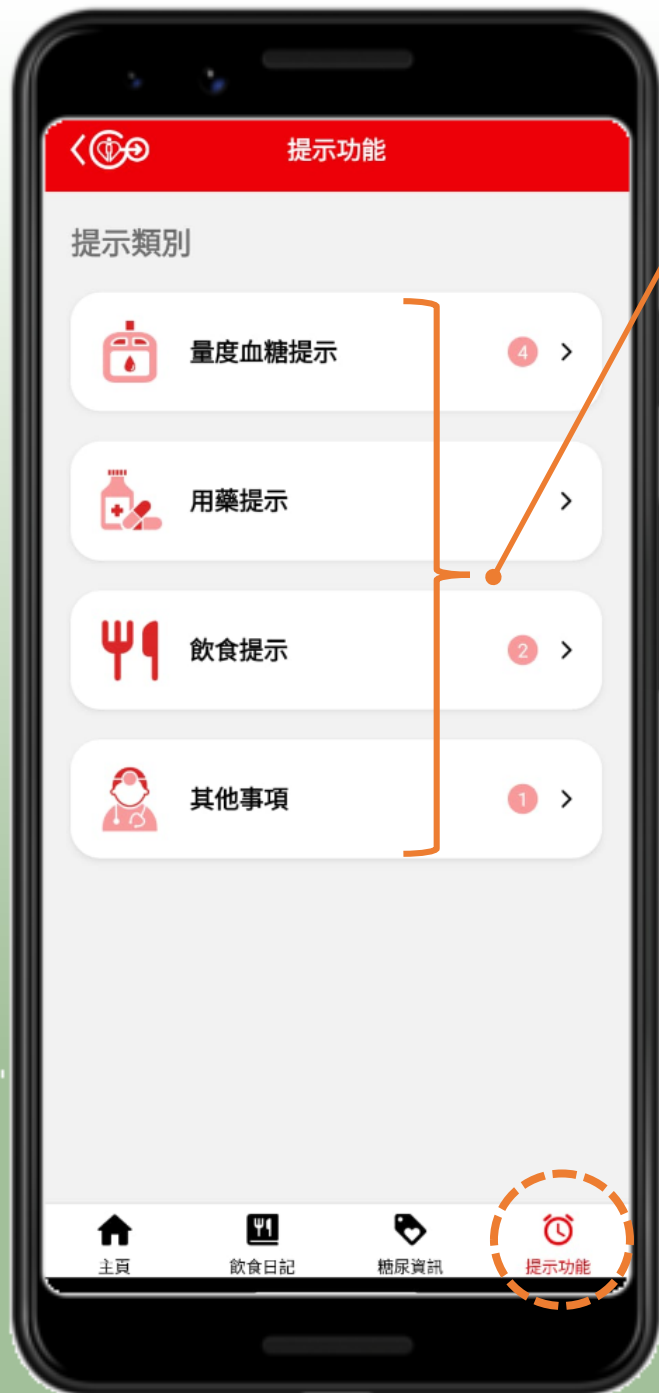 提示功能
提示類別
量度血糖提示 4
用藥提示
飲食提示 2
其他事項 1
主頁 飲食日記 糖尿資訊 提示功能